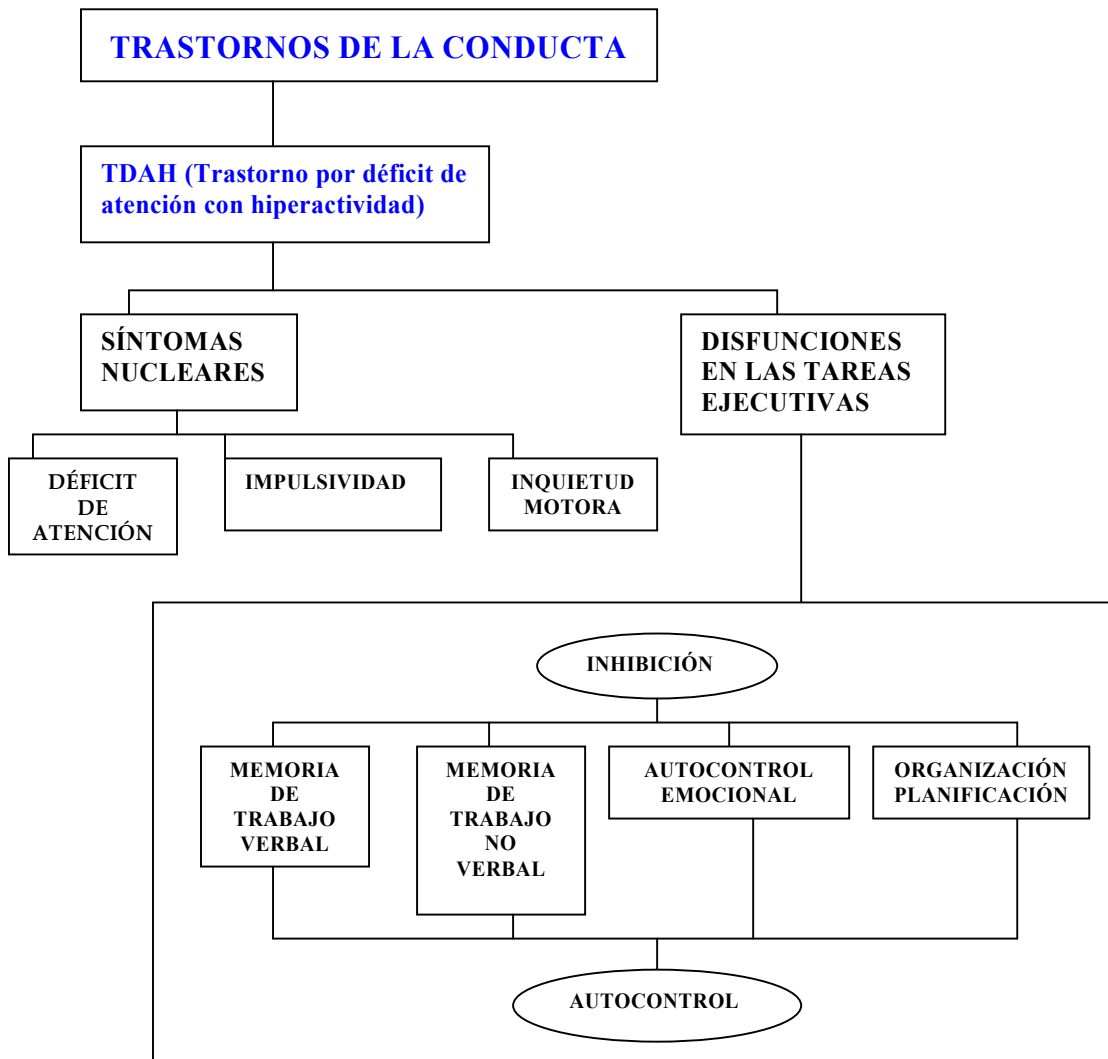 TRASTORNOS DE LA CONDUCTA
TDAH (Trastorno por déficit de
atención con hiperactividad)
SÍNTOMAS
NUCLEARES
DISFUNCIONES
EN LAS TAREAS
EJECUTIVAS
DÉFICIT
DE
ATENCIÓN
IMPULSIVIDAD
INQUIETUD
MOTORA
INHIBICIÓN
MEMORIA
DE
TRABAJO
VERBAL
MEMORIA
DE
TRABAJO
NO
VERBAL
AUTOCONTROL
EMOCIONAL
ORGANIZACIÓN
PLANIFICACIÓN
AUTOCONTROL